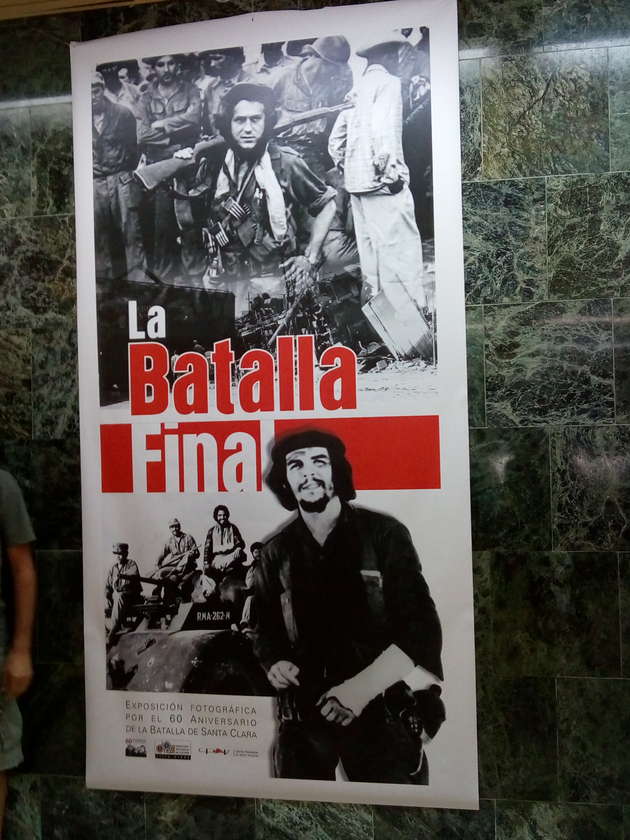 La
Batalla
Final
RMA-262-N
Exposición fotográfica
por el 60 Aniversario
de la Batalla de Santa Clara